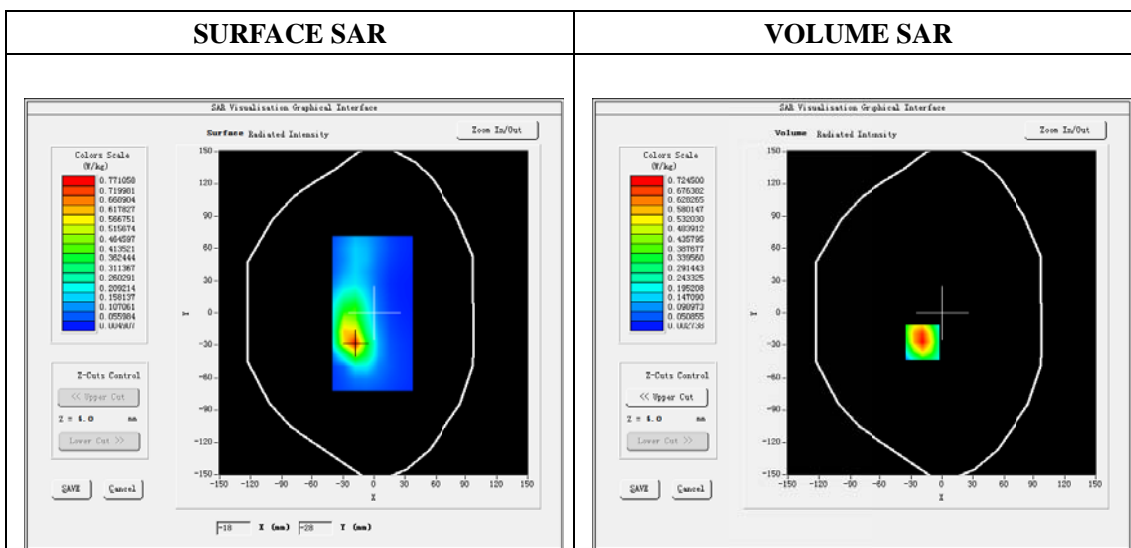 SURFACE SAR
SAR Visualisation Graphical Interface
Surface Radiated Intensity
Zoom In/Out
Colors Scale
(W/kg)
0.771058
0.719981
0.668904
0.617827
0.566751
0.515674
0.464597
0.413521
0.362444
0.311367
0.260291
0.209214
0.158137
0.107061
0.055984
0.004907
150
120
90
60
30
0
-30
-60
-90
-120
-150
Y
-150 -120 -90 -60 -30 0 30 60 90 120 150
X
Z-Cuts Control
<< Upper Cut
Z = 4.0 mm
Lower Cut >>
SAVE Cancel
-18 X (mm) -28 Y (mm)
VOLUME SAR
SAR Visualisation Graphical Interface
Volume Radiated Intensity
Zoom In/Out
Colors Scale
(W/kg)
0.724500
0.676382
0.628265
0.580147
0.532030
0.483912
0.435795
0.387677
0.339560
0.291443
0.243325
0.195208
0.147090
0.098973
0.050855
0.002738
150
120
90
60
30
0
-30
-60
-90
-120
-150
Y
-150 -120 -90 -60 -30 0 30 60 90 120 150
X
Z-Cuts Control
<< Upper Cut
Z = 4.0 mm
Lower Cut >>
SAVE Cancel